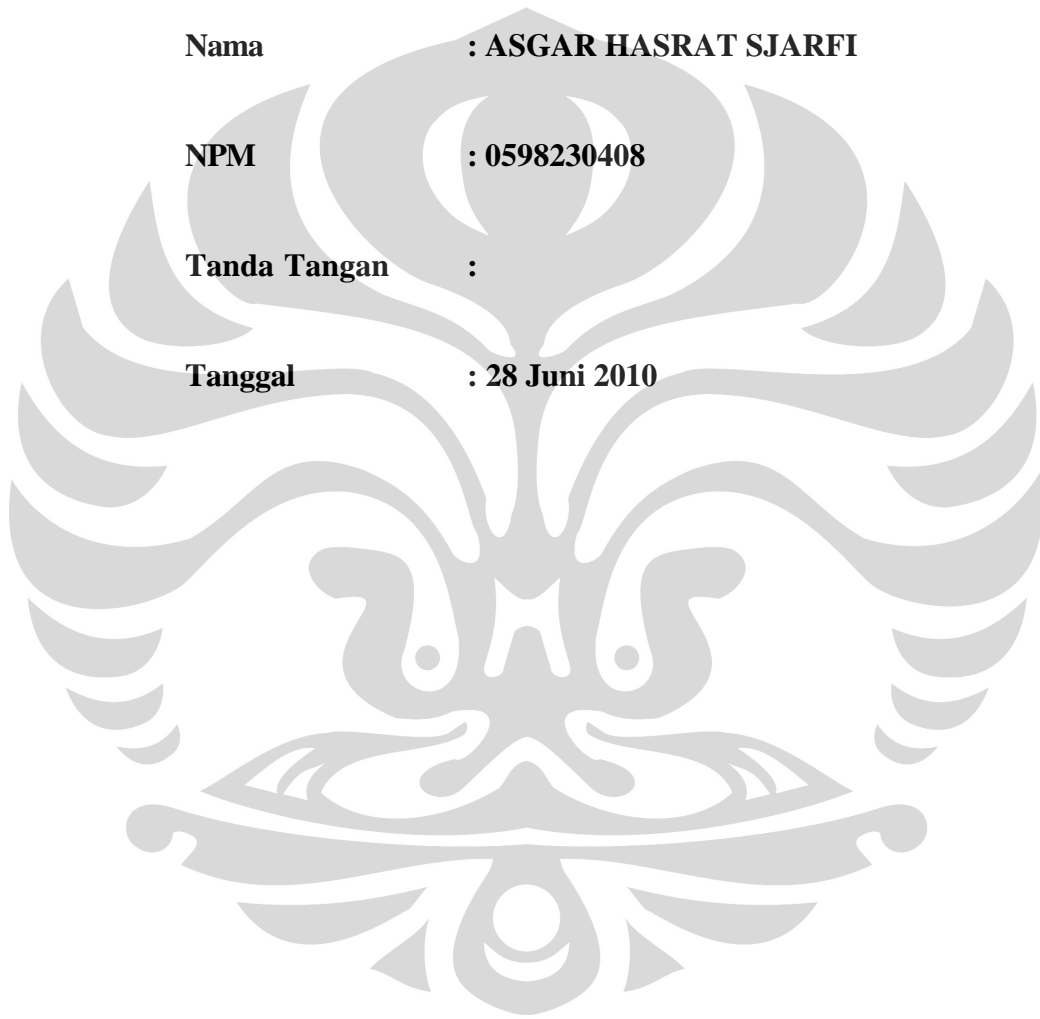 Nama : ASGAR HASRAT SJARFI
NPM : 0598230408
Tanda Tangan :
Tanggal : 28 Juni 2010